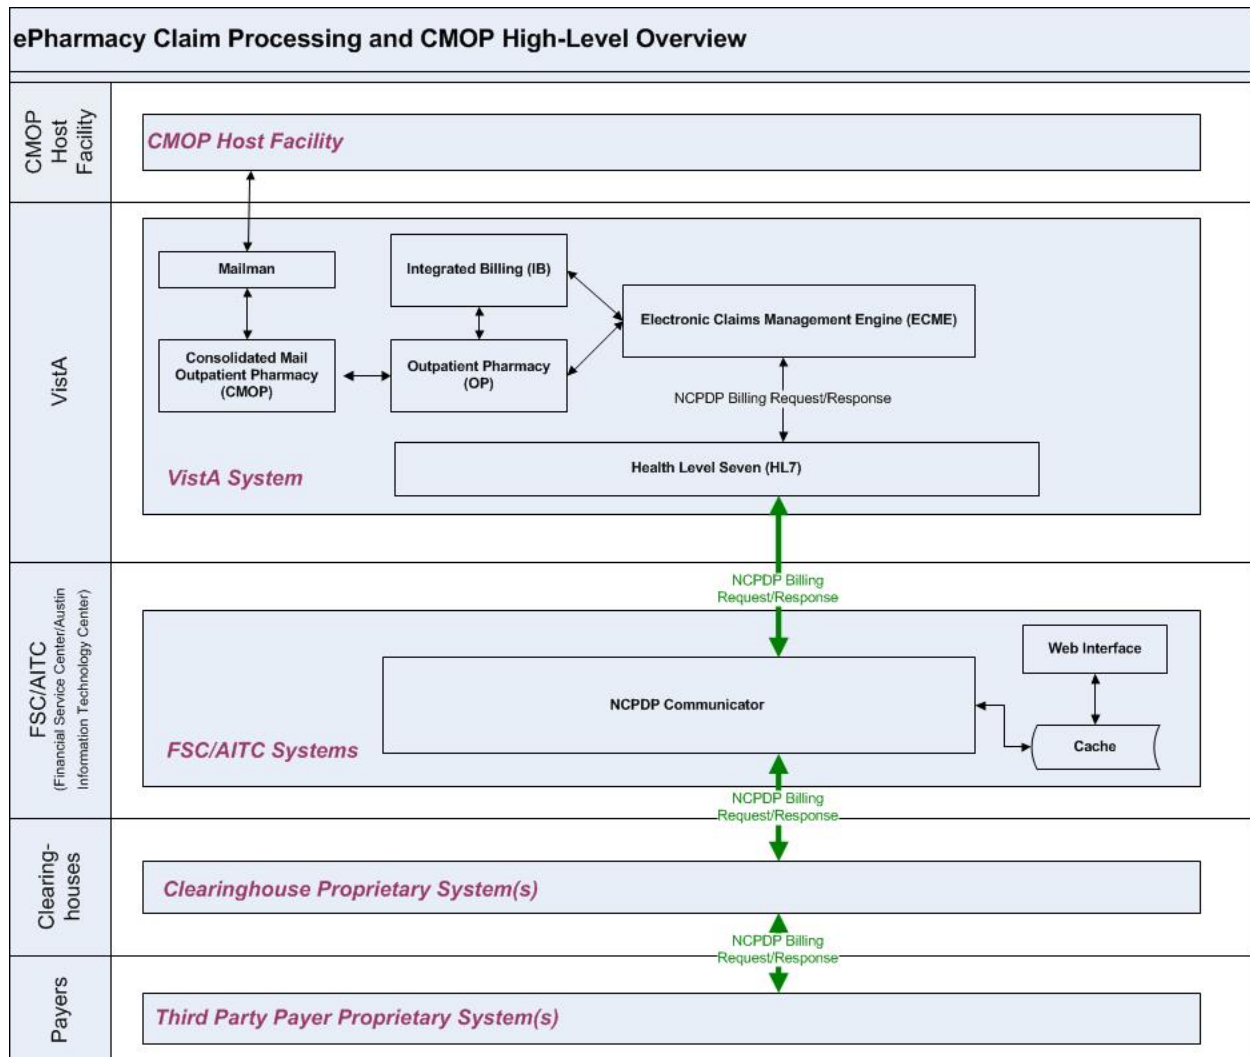 ePharmacy Claim Processing and CMOP High-Level Overview
CMOP
Host
Facility
CMOP Host Facility
VistA
Mailman
Integrated Billing (IB)
Electronic Claims Management Engine (ECME)
Consolidated Mail
Outpatient Pharmacy
(CMOP)
Outpatient Pharmacy
(OP)
NCPDP Billing Request/Response
Health Level Seven (HL7)
VistA System
NCPDP Billing
Request/Response
FSC/AITC
(Financial Service Center/Austin
Information Technology Center)
Web Interface
NCPDP Communicator
Cache
FSC/AITC Systems
NCPDP Billing
Request/Response
Clearing-
houses
Clearinghouse Proprietary System(s)
NCPDP Billing
Request/Response
Payers
Third Party Payer Proprietary System(s)